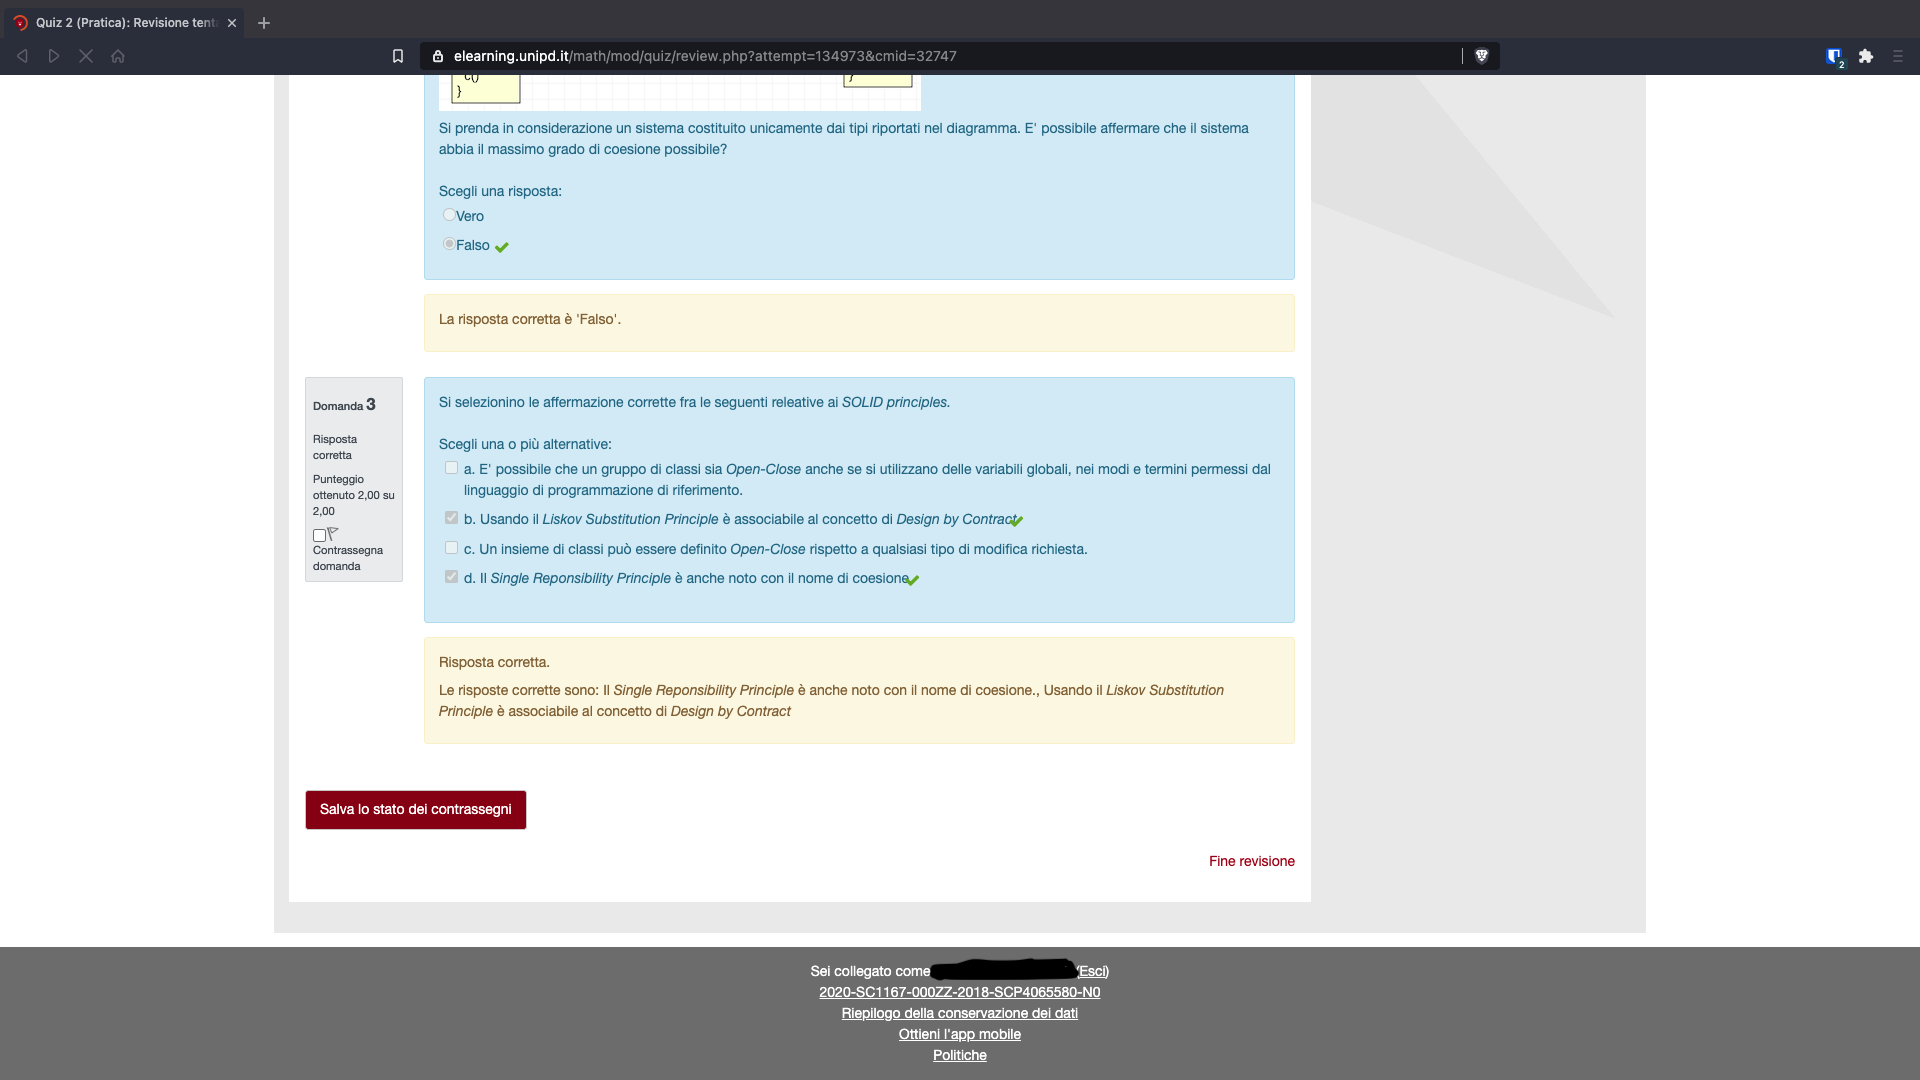 Quiz 2 (Pratica): Revisione tent
elearning.unipd.it/math/mod/quiz/review.php?attempt=134973&cmid=32747
2
c()
}
}
Si prenda in considerazione un sistema costituito unicamente dai tipi riportati nel diagramma. E' possibile affermare che il sistema
abbia il massimo grado di coesione possibile?
Scegli una risposta:
Vero
Falso
La risposta corretta è 'Falso'.
Domanda 3
Risposta
corretta
Punteggio
ottenuto 2,00 su
2,00
Contrassegna
domanda
Si selezionino le affermazione corrette fra le seguenti releative ai SOLID principles.
Scegli una o più alternative:
a. E' possibile che un gruppo di classi sia Open-Close anche se si utilizzano delle variabili globali, nei modi e termini permessi dal
linguaggio di programmazione di riferimento.
b. Usando il Liskov Substitution Principle è associabile al concetto di Design by Contract
c. Un insieme di classi può essere definito Open-Close rispetto a qualsiasi tipo di modifica richiesta.
d. Il Single Reponsibility Principle è anche noto con il nome di coesione.
Risposta corretta.
Le risposte corrette sono: Il Single Reponsibility Principle è anche noto con il nome di coesione., Usando il Liskov Substitution
Principle è associabile al concetto di Design by Contract
Salva lo stato dei contrassegni
Fine revisione
Sei collegato come (Esci)
2020-SC1167-000ZZ-2018-SCP4065580-N0
Riepilogo della conservazione dei dati
Ottieni l'app mobile
Politiche